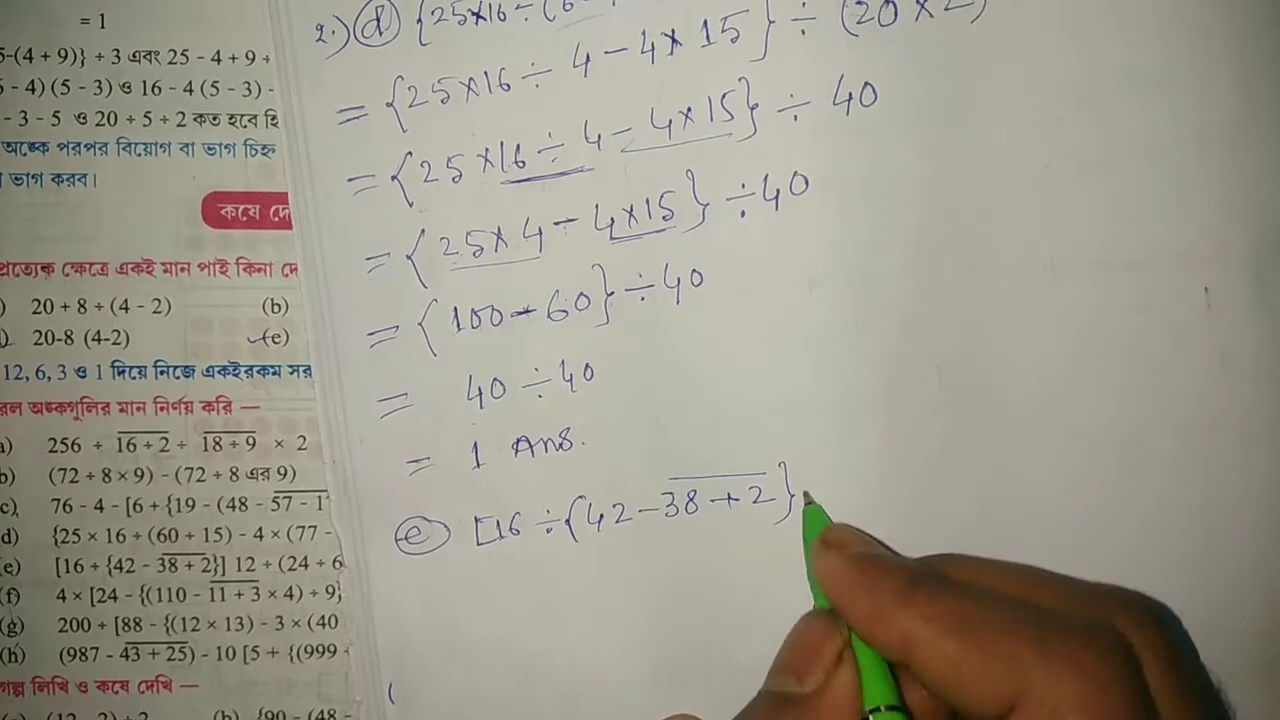 = 1
5-(4 + 9)} ÷ 3 এবং 25 - 4 + 9 ÷
5 - 4) (5 - 3) ও 16 - 4 (5 - 3) -
- 3 - 5 ও 20 ÷ 5 ÷ 2 কত হবে হি
অঙ্কে পরপর বিয়োগ বা ভাগ চিহ্ন
ভাগ করব।
কষে দে
প্রত্যেক ক্ষেত্রে একই মান পাই কিনা দে
) 20 + 8 ÷ (4 - 2) (b)
20-8 (4-2) (e)
12, 6, 3 ও 1 দিয়ে নিজে একইরকম সর
রল অঙ্কগুলির মান নির্ণয় করি —
a) 256 ÷ 16 ÷ 2 ÷ 18 ÷ 9 × 2
b) (72 ÷ 8 × 9) - (72 ÷ 8 এর 9)
c), 76 - 4 - [6 + {19 - (48 - 57 - 1
d) {25 × 16 ÷ (60 ÷ 15) - 4 × (77 -
(e) [16 ÷ {42 - 38 + 2}] 12 ÷ (24 ÷ 6
(f) 4 × [24 - {(110 - 11 + 3 × 4) ÷ 9}
(g) 200 ÷ [88 - {(12 × 13) - 3 × (40
(h) (987 - 43 + 25) - 10 [5 + {(999 ÷
গল্প লিখি ও কষে দেখি —
2.) (d) {25×16 ÷ (6
= {25×16 ÷ 4 - 4×15} ÷ (20×2)
= {25×16 ÷ 4 - 4×15} ÷ 40
= {25×4 - 4×15} ÷ 40
= {100 - 60} ÷ 40
= 40 ÷ 40
= 1 Ans.
(e) [16 ÷ {42 - 38 + 2}